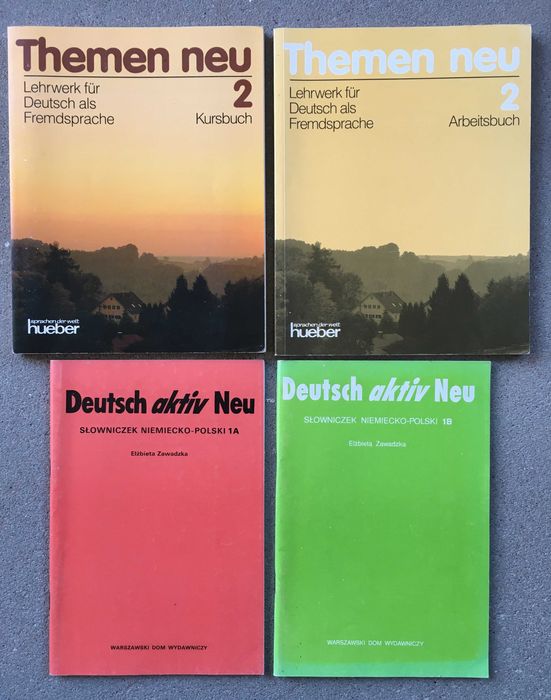 Themen neu
Lehrwerk für
Deutsch als
Fremdsprache
2
Kursbuch
sprachen der welt
hueber
Themen neu
Lehrwerk für
Deutsch als
Fremdsprache
2
Arbeitsbuch
sprachen der welt
hueber
Deutsch aktiv Neu
SŁOWNICZEK NIEMIECKO-POLSKI 1A
Elżbieta Zawadzka
WARSZAWSKI DOM WYDAWNICZY
Deutsch aktiv Neu
SŁOWNICZEK NIEMIECKO-POLSKI 1B
Elżbieta Zawadzka
WARSZAWSKI DOM WYDAWNICZY